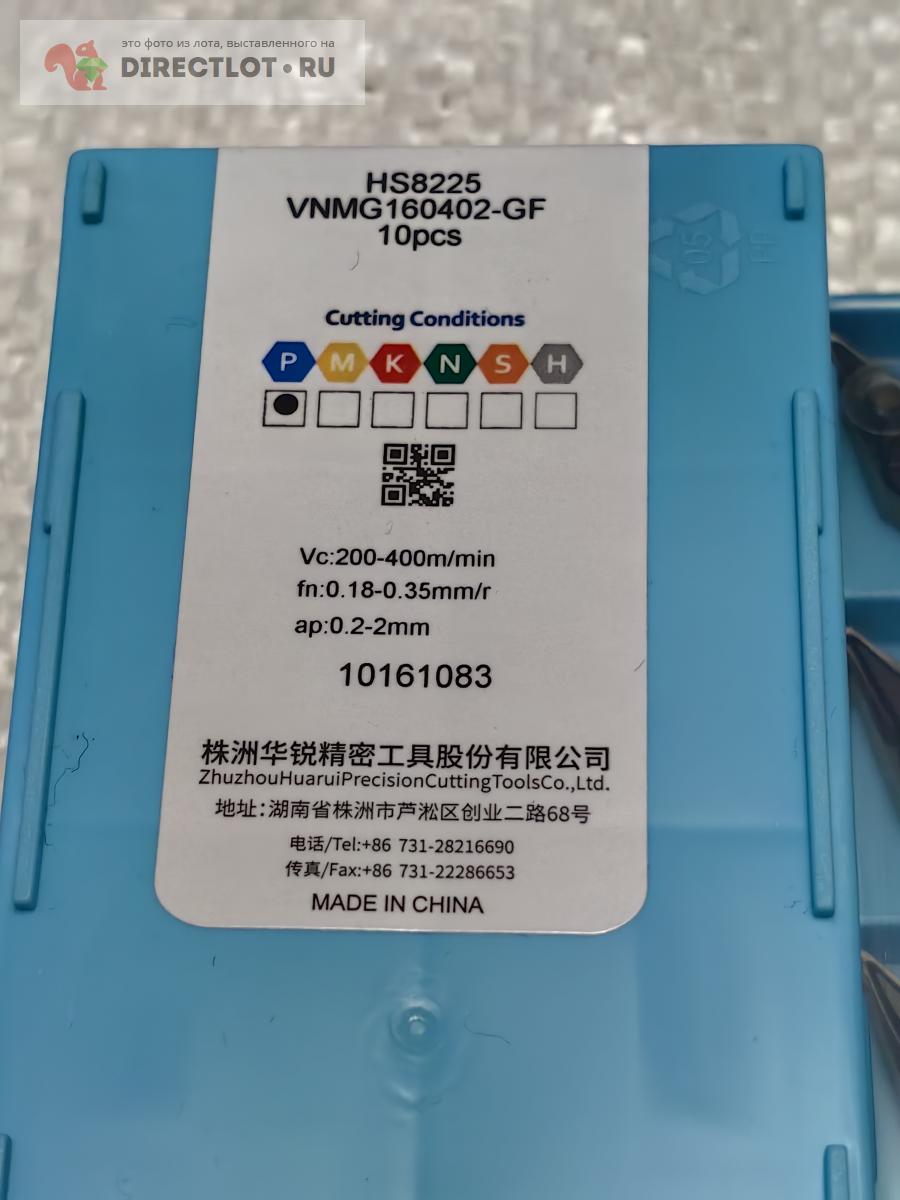 это фото из лота, выставленного на
DIRECTLOT.RU
HS8225
VNMG160402-GF
10pcs
05
PP
Cutting Conditions
P M K N S H
Vc:200-400m/min
fn:0.18-0.35mm/r
ap:0.2-2mm
10161083
株洲华锐精密工具股份有限公司
ZhuzhouHuaruiPrecisionCuttingToolsCo.,Ltd.
地址:湖南省株洲市芦淞区创业二路68号
电话/Tel:+86 731-28216690
传真/Fax:+86 731-22286653
MADE IN CHINA